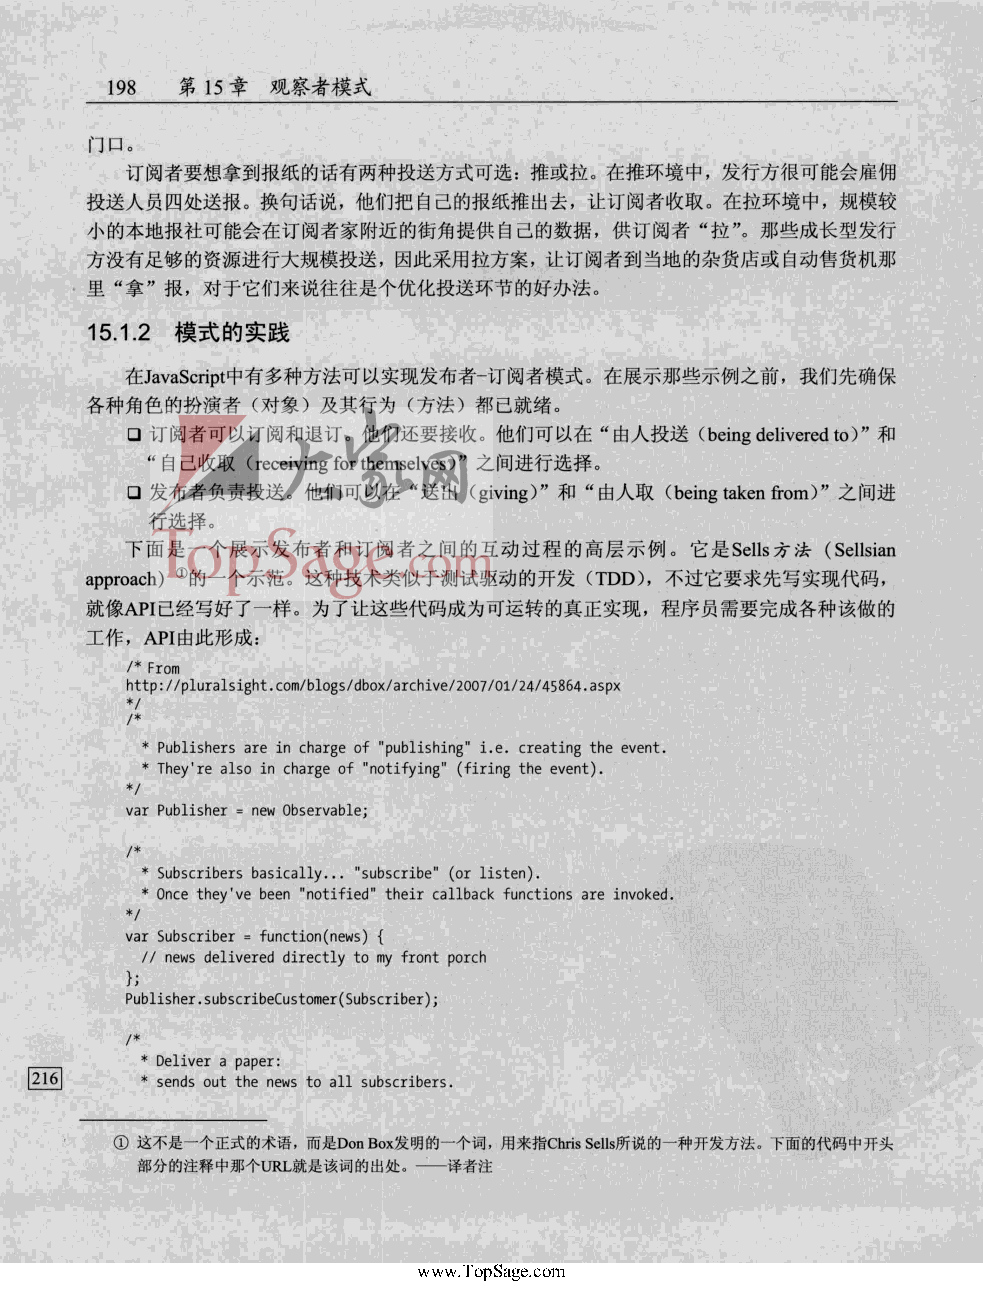 198 第 15 章 观察者模式
门口。
订阅者要想拿到报纸的话有两种投送方式可选：推或拉。在推环境中，发行方很可能会雇佣
投送人员四处送报。换句话说，他们把自己的报纸推出去，让订阅者收取。在拉环境中，规模较
小的本地报社可能会在订阅者家附近的街角提供自己的数据，供订阅者“拉”。那些成长型发行
方没有足够的资源进行大规模投送，因此采用拉方案，让订阅者到当地的杂货店或自动售货机那
里“拿”报，对于它们来说往往是个优化投送环节的好办法。
15.1.2 模式的实践
在JavaScript中有多种方法可以实现发布者-订阅者模式。在展示那些示例之前，我们先确保
各种角色的扮演者（对象）及其行为（方法）都已就绪。
❑ 订阅者可以订阅和退订。他们还要接收。他们可以在“由人投送（being delivered to）”和
“自己收取（receiving for themselves）”之间进行选择。
❑ 发布者负责投送。他们可以在“送出（giving）”和“由人取（being taken from）”之间进
行选择。
下面是一个展示发布者和订阅者之间的互动过程的高层示例。它是Sells方法（Sellsian
approach）①的一个示范。这种技术类似于测试驱动的开发（TDD），不过它要求先写实现代码，
就像API已经写好了一样。为了让这些代码成为可运转的真正实现，程序员需要完成各种该做的
工作，API由此形成：
大家网
TopSage.com
/* From
http://pluralsight.com/blogs/dbox/archive/2007/01/24/45864.aspx
*/
/*
* Publishers are in charge of "publishing" i.e. creating the event.
* They're also in charge of "notifying" (firing the event).
*/
var Publisher = new Observable;
/*
* Subscribers basically... "subscribe" (or listen).
* Once they've been "notified" their callback functions are invoked.
*/
var Subscriber = function(news) {
// news delivered directly to my front porch
};
Publisher.subscribeCustomer(Subscriber);
/*
* Deliver a paper:
* sends out the news to all subscribers.
216
① 这不是一个正式的术语，而是Don Box发明的一个词，用来指Chris Sells所说的一种开发方法。下面的代码中开头
部分的注释中那个URL就是该词的出处。——译者注
www.TopSage.com